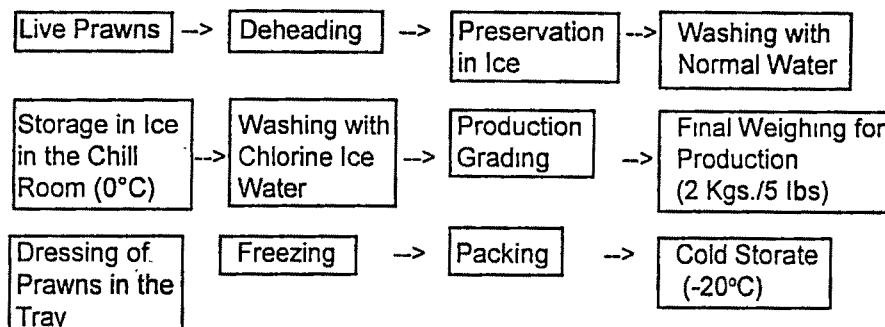 Live Prawns --> Deheading --> Preservation in Ice --> Washing with Normal Water
Storage in Ice in the Chill Room (0°C) --> Washing with Chlorine Ice Water --> Production Grading --> Final Weighing for Production (2 Kgs./5 lbs)
Dressing of Prawns in the Tray Freezing --> Packing --> Cold Storate (-20°C)